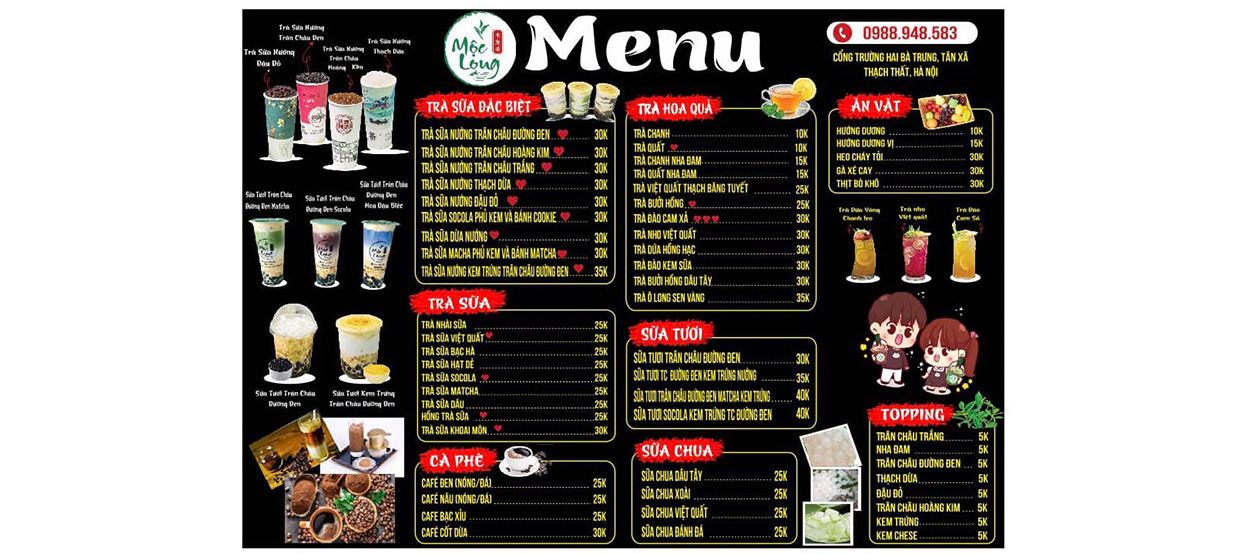 Mộc Long
Menu
0988.948.583
CỔNG TRƯỜNG HAI BÀ TRƯNG, TÂN XÃ
THẠCH THẤT, HÀ NỘI
Trà Sữa Nướng
Đậu Đỏ
Trà Sữa Nướng
Trân Châu Đen
Trà Sữa Nướng
Trân Châu
Hoàng Kim
Trà Sữa Nướng
Thạch Dừa
Sữa Tươi Trân Châu
Đường Đen Matcha
Sữa Tươi Trân Châu
Đường Đen Socola
Sữa Tươi Trân Châu
Đường Đen
Hoa Đậu Biếc
Sữa Tươi Trân Châu
Đường Đen
Sữa Tươi Kem Trứng
Trân Châu Đường Đen
TRÀ SỮA ĐẶC BIỆT
TRÀ SỮA NƯỚNG TRÂN CHÂU ĐƯỜNG ĐEN 30K
TRÀ SỮA NƯỚNG TRÂN CHÂU HOÀNG KIM 30K
TRÀ SỮA NƯỚNG TRÂN CHÂU TRẮNG 30K
TRÀ SỮA NƯỚNG THẠCH DỪA 30K
TRÀ SỮA NƯỚNG ĐẬU ĐỎ 30K
TRÀ SỮA SOCOLA PHỦ KEM VÀ BÁNH COOKIE 30K
TRÀ SỮA DỪA NƯỚNG 30K
TRÀ SỮA MACHA PHỦ KEM VÀ BÁNH MATCHA 30K
TRÀ SỮA NƯỚNG KEM TRỨNG TRÂN CHÂU ĐƯỜNG ĐEN 35K
TRÀ SỮA
TRÀ NHÀI SỮA 25K
TRÀ SỮA VIỆT QUẤT 25K
TRÀ SỮA BẠC HÀ 25K
TRÀ SỮA HẠT DẺ 25K
TRÀ SỮA SOCOLA 25K
TRÀ SỮA MATCHA 25K
TRÀ SỮA DÂU 25K
HỒNG TRÀ SỮA 25K
TRÀ SỮA KHOAI MÔN 30K
CÀ PHÊ
CAFÉ ĐEN (NÓNG/ĐÁ) 25K
CAFÉ NÂU (NÓNG/ĐÁ) 25K
CAFE BẠC XỈU 25K
CAFÉ CỐT DỪA 30K
TRÀ HOA QUẢ
TRÀ CHANH 10K
TRÀ QUẤT 10K
TRÀ CHANH NHA ĐAM 15K
TRÀ QUẤT NHA ĐAM 15K
TRÀ VIỆT QUẤT THẠCH BĂNG TUYẾT 25K
TRÀ BƯỞI HỒNG 25K
TRÀ ĐÀO CAM XẢ 30K
TRÀ NHO VIỆT QUẤT 30K
TRÀ DỨA HỒNG HẠC 30K
TRÀ ĐÀO KEM SỮA 30K
TRÀ BƯỞI HỒNG DÂU TÂY 30K
TRÀ Ô LONG SEN VÀNG 35K
SỮA TƯƠI
SỮA TƯƠI TRÂN CHÂU ĐƯỜNG ĐEN 30K
SỮA TƯƠI TC ĐƯỜNG ĐEN KEM TRỨNG NƯỚNG 35K
SỮA TƯƠI TRÂN CHÂU ĐƯỜNG ĐEN MATCHA KEM TRỨNG 40K
SỮA TƯƠI SOCOLA KEM TRỨNG TC ĐƯỜNG ĐEN 40K
SỮA CHUA
SỮA CHUA DÂU TÂY 25K
SỮA CHUA XOÀI 25K
SỮA CHUA VIỆT QUẤT 25K
SỮA CHUA ĐÁNH ĐÁ 25K
ĂN VẶT
HƯỚNG DƯƠNG 10K
HƯỚNG DƯƠNG VỊ 15K
HEO CHÁY TỎI 30K
GÀ XÉ CAY 30K
THỊT BÒ KHÔ 30K
Trà Dứa Vàng
Chanh leo
Trà nho
Việt quất
Trà Đào
Cam Sả
TOPPING
TRÂN CHÂU TRẮNG 5K
NHA ĐAM 5K
TRÂN CHÂU ĐƯỜNG ĐEN 5K
THẠCH DỪA 5K
ĐẬU ĐỎ 5K
TRÂN CHÂU HOÀNG KIM 5K
KEM TRỨNG 5K
KEM CHESE 5K